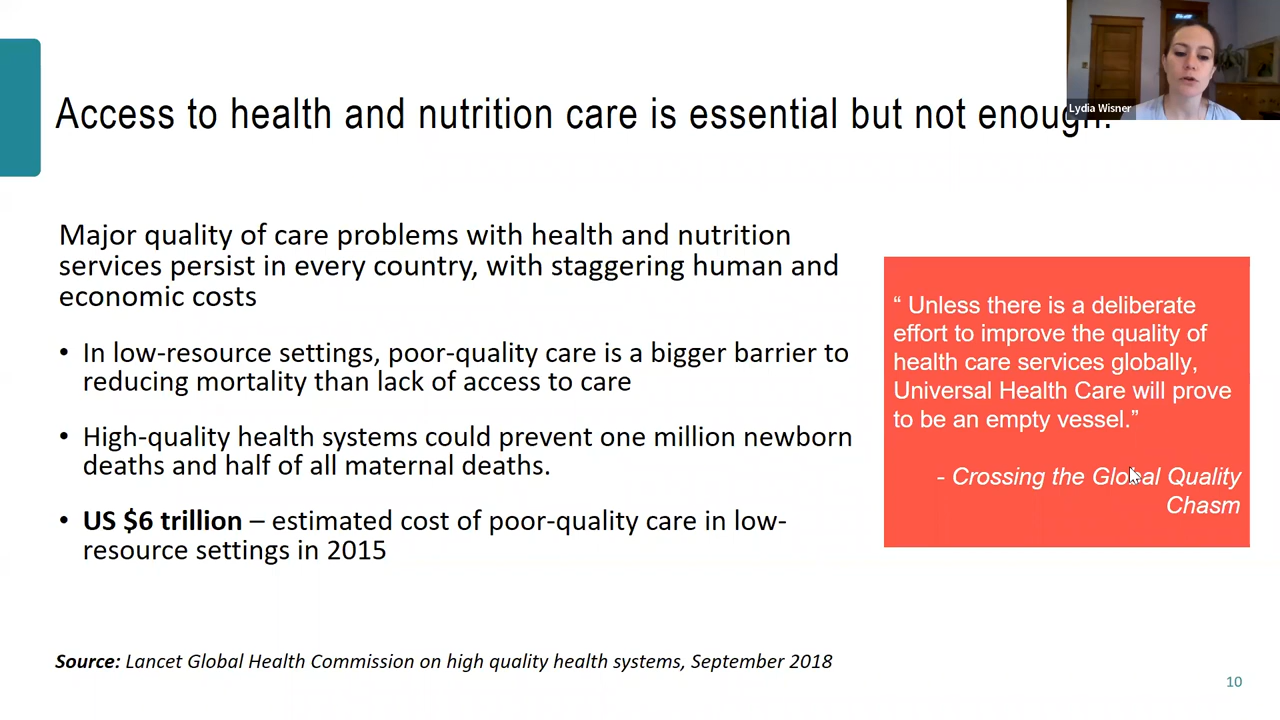 Lydia Wisner
Access to health and nutrition care is essential but not enough.
Major quality of care problems with health and nutrition
services persist in every country, with staggering human and
economic costs
• In low-resource settings, poor-quality care is a bigger barrier to
reducing mortality than lack of access to care
• High-quality health systems could prevent one million newborn
deaths and half of all maternal deaths.
• US $6 trillion – estimated cost of poor-quality care in low-
resource settings in 2015
“ Unless there is a deliberate
effort to improve the quality of
health care services globally,
Universal Health Care will prove
to be an empty vessel.”
- Crossing the Global Quality
Chasm
Source: Lancet Global Health Commission on high quality health systems, September 2018
10